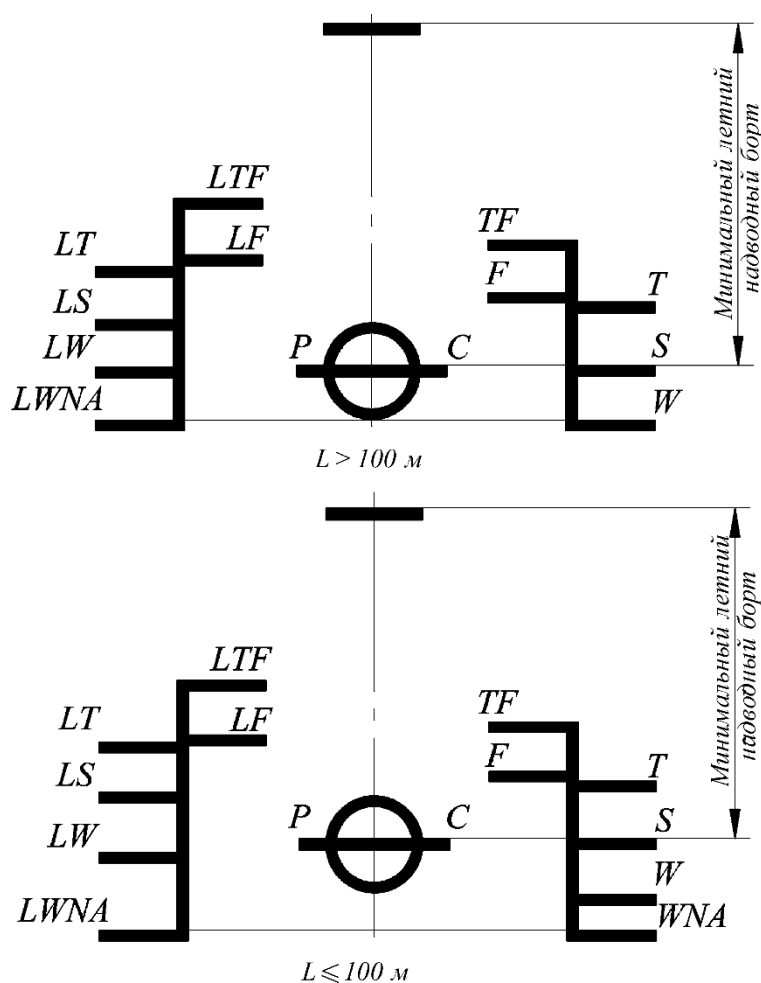 LTF
LT
LF
LS
LW
LWNA
P
C
TF
F
T
S
W
Минимальный летний
надводный борт
L > 100 м
LTF
LT
LF
LS
LW
LWNA
P
C
TF
F
T
S
W
WNA
Минимальный летний
надводный борт
L ⩽ 100 м